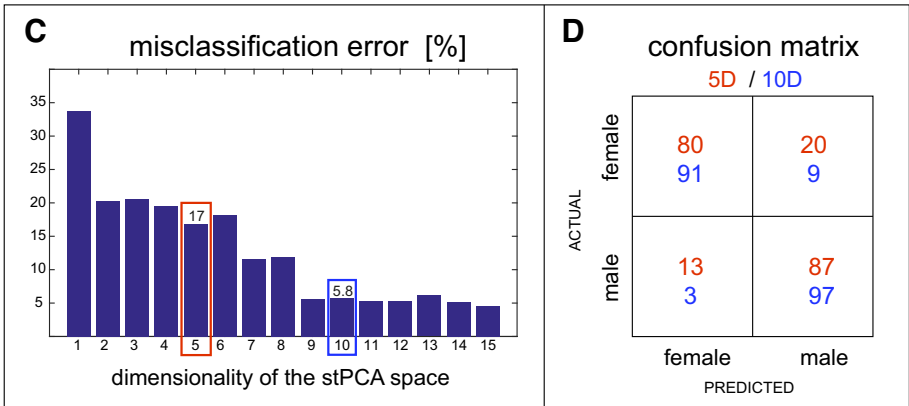 C
misclassification error [%]
35
30
25
20
15
10
5
17
5.8
1 2 3 4 5 6 7 8 9 10 11 12 13 14 15
dimensionality of the stPCA space
D
confusion matrix
5D / 10D
ACTUAL
female
80 20
91 9
male
13 87
3 97
female male
PREDICTED